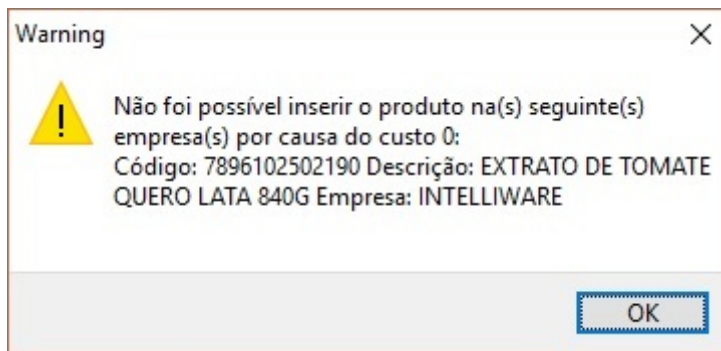 Warning
Não foi possível inserir o produto na(s) seguinte(s)
empresa(s) por causa do custo 0:
Código: 7896102502190 Descrição: EXTRATO DE TOMATE
QUERO LATA 840G Empresa: INTELLIWARE
OK